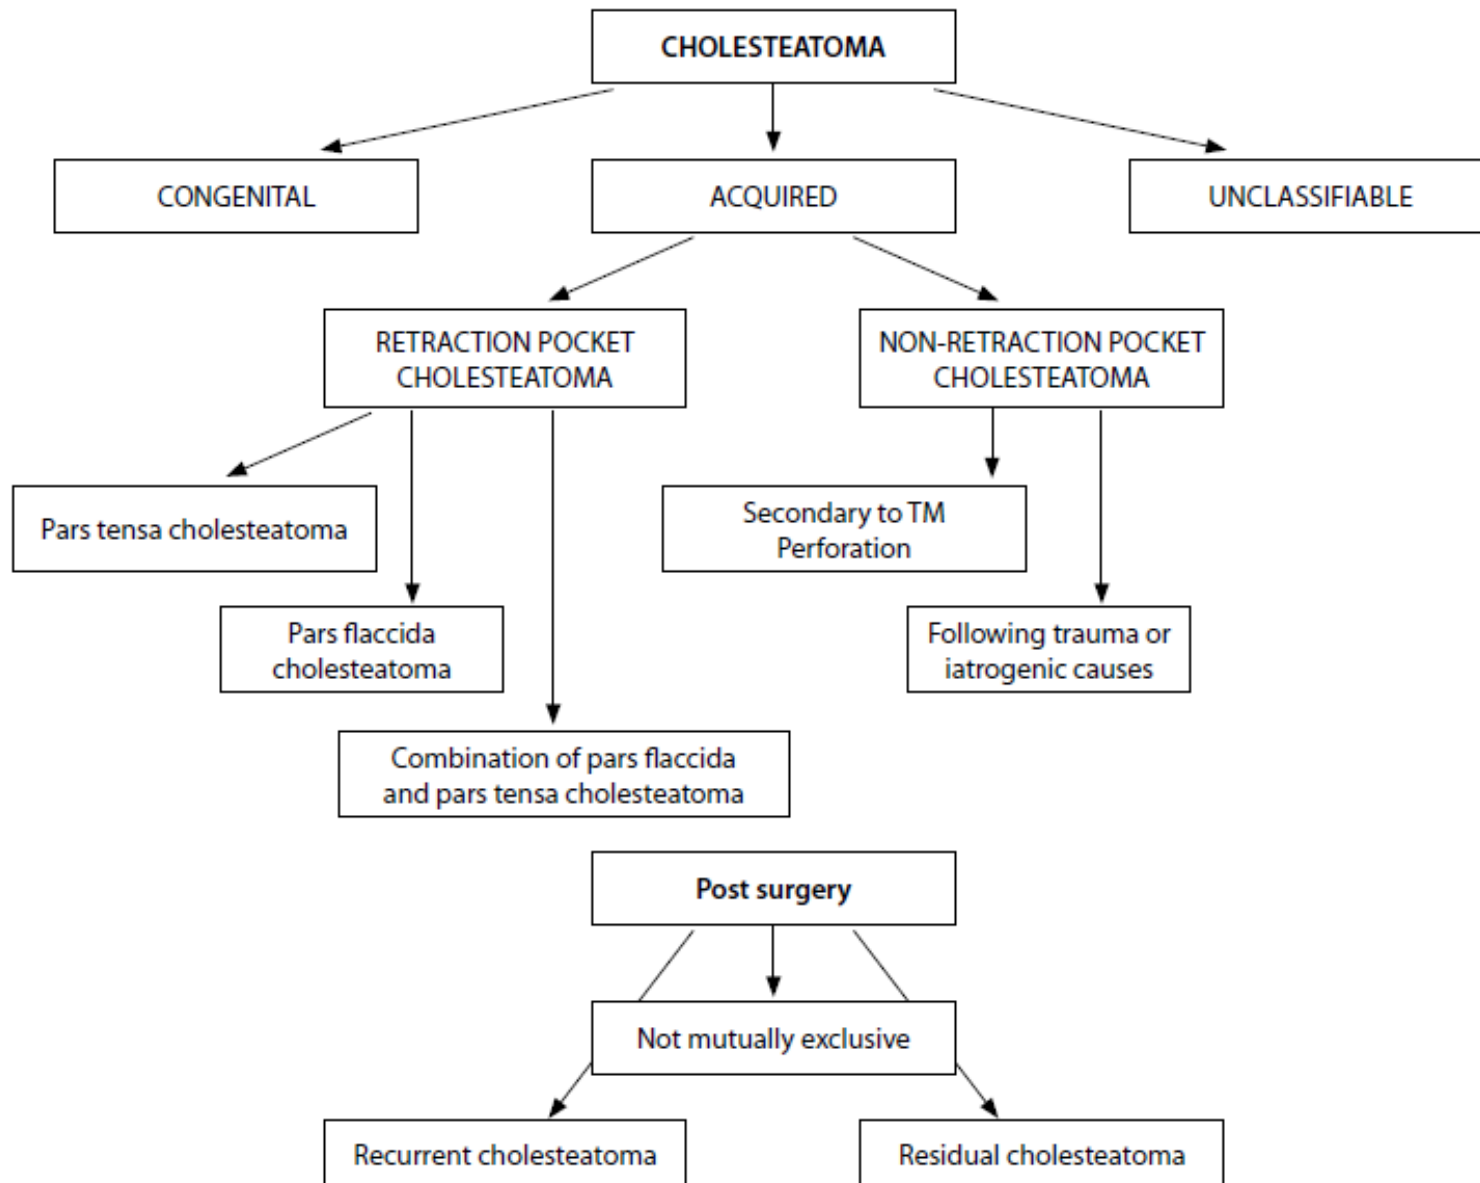 CHOLESTEATOMA
CONGENITAL
ACQUIRED
UNCLASSIFIABLE
RETRACTION POCKET
CHOLESTEATOMA
NON-RETRACTION POCKET
CHOLESTEATOMA
Pars tensa cholesteatoma
Secondary to TM
Perforation
Pars flaccida
cholesteatoma
Following trauma or
iatrogenic causes
Combination of pars flaccida
and pars tensa cholesteatoma
Post surgery
Not mutually exclusive
Recurrent cholesteatoma
Residual cholesteatoma